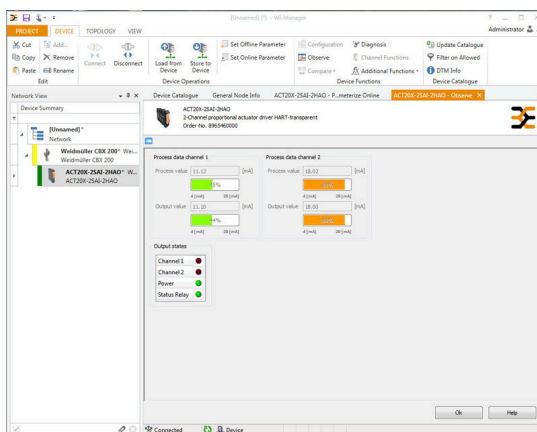 [Unnamed] (*) - WI-Manager
PROJECT DEVICE TOPOLOGY VIEW Administrator
Cut Add... Set Offline Parameter Configuration Diagnosis Update Catalogue
Copy Remove Connect Disconnect Load from Device Store to Device Set Online Parameter Observe Channel Functions Filter on Allowed
Paste Rename Compare Additional Functions DTM Info
Edit Device Operations Device Functions Device Catalogue
Network View Device Catalogue General Node Info ACT20X-2SAI-2HAO - P...meterize Online ACT20X-2SAI-2HAO - Observe
Device Summary
ACT20X-2SAI-2HAO
2-Channel proportional actuator driver HART-transparent
Order-No. 8965460000
[Unnamed]*
Network
Weidmüller CBX 200* Wei...
Weidmüller CBX 200
ACT20X-2SAI-2HAO* W...
ACT20X-2SAI-2HAO
Process data channel 1 Process data channel 2
Process value 11.12 [mA] Process value 18.02 [mA]
4 [mA] 20 [mA] 4 [mA] 20 [mA]
Output value 11.10 [mA] Output value 18.00 [mA]
4 [mA] 20 [mA] 4 [mA] 20 [mA]
Output states
Channel 1
Channel 2
Power
Status Relay
Ok Help
Connected Device